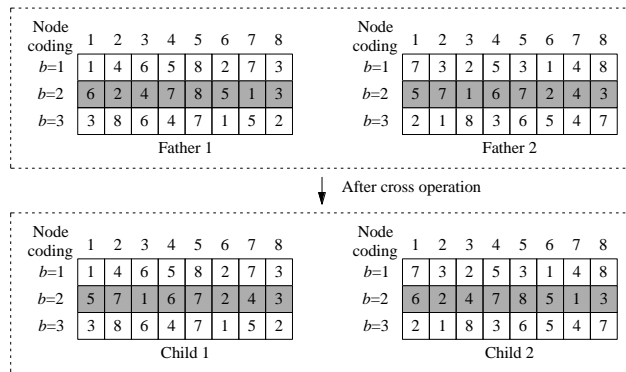 Node coding 1 2 3 4 5 6 7 8
b=1 1 4 6 5 8 2 7 3
b=2 6 2 4 7 8 5 1 3
b=3 3 8 6 4 7 1 5 2
Father 1
Node coding 1 2 3 4 5 6 7 8
b=1 7 3 2 5 3 1 4 8
b=2 5 7 1 6 7 2 4 3
b=3 2 1 8 3 6 5 4 7
Father 2
After cross operation
Node coding 1 2 3 4 5 6 7 8
b=1 1 4 6 5 8 2 7 3
b=2 5 7 1 6 7 2 4 3
b=3 3 8 6 4 7 1 5 2
Child 1
Node coding 1 2 3 4 5 6 7 8
b=1 7 3 2 5 3 1 4 8
b=2 6 2 4 7 8 5 1 3
b=3 2 1 8 3 6 5 4 7
Child 2